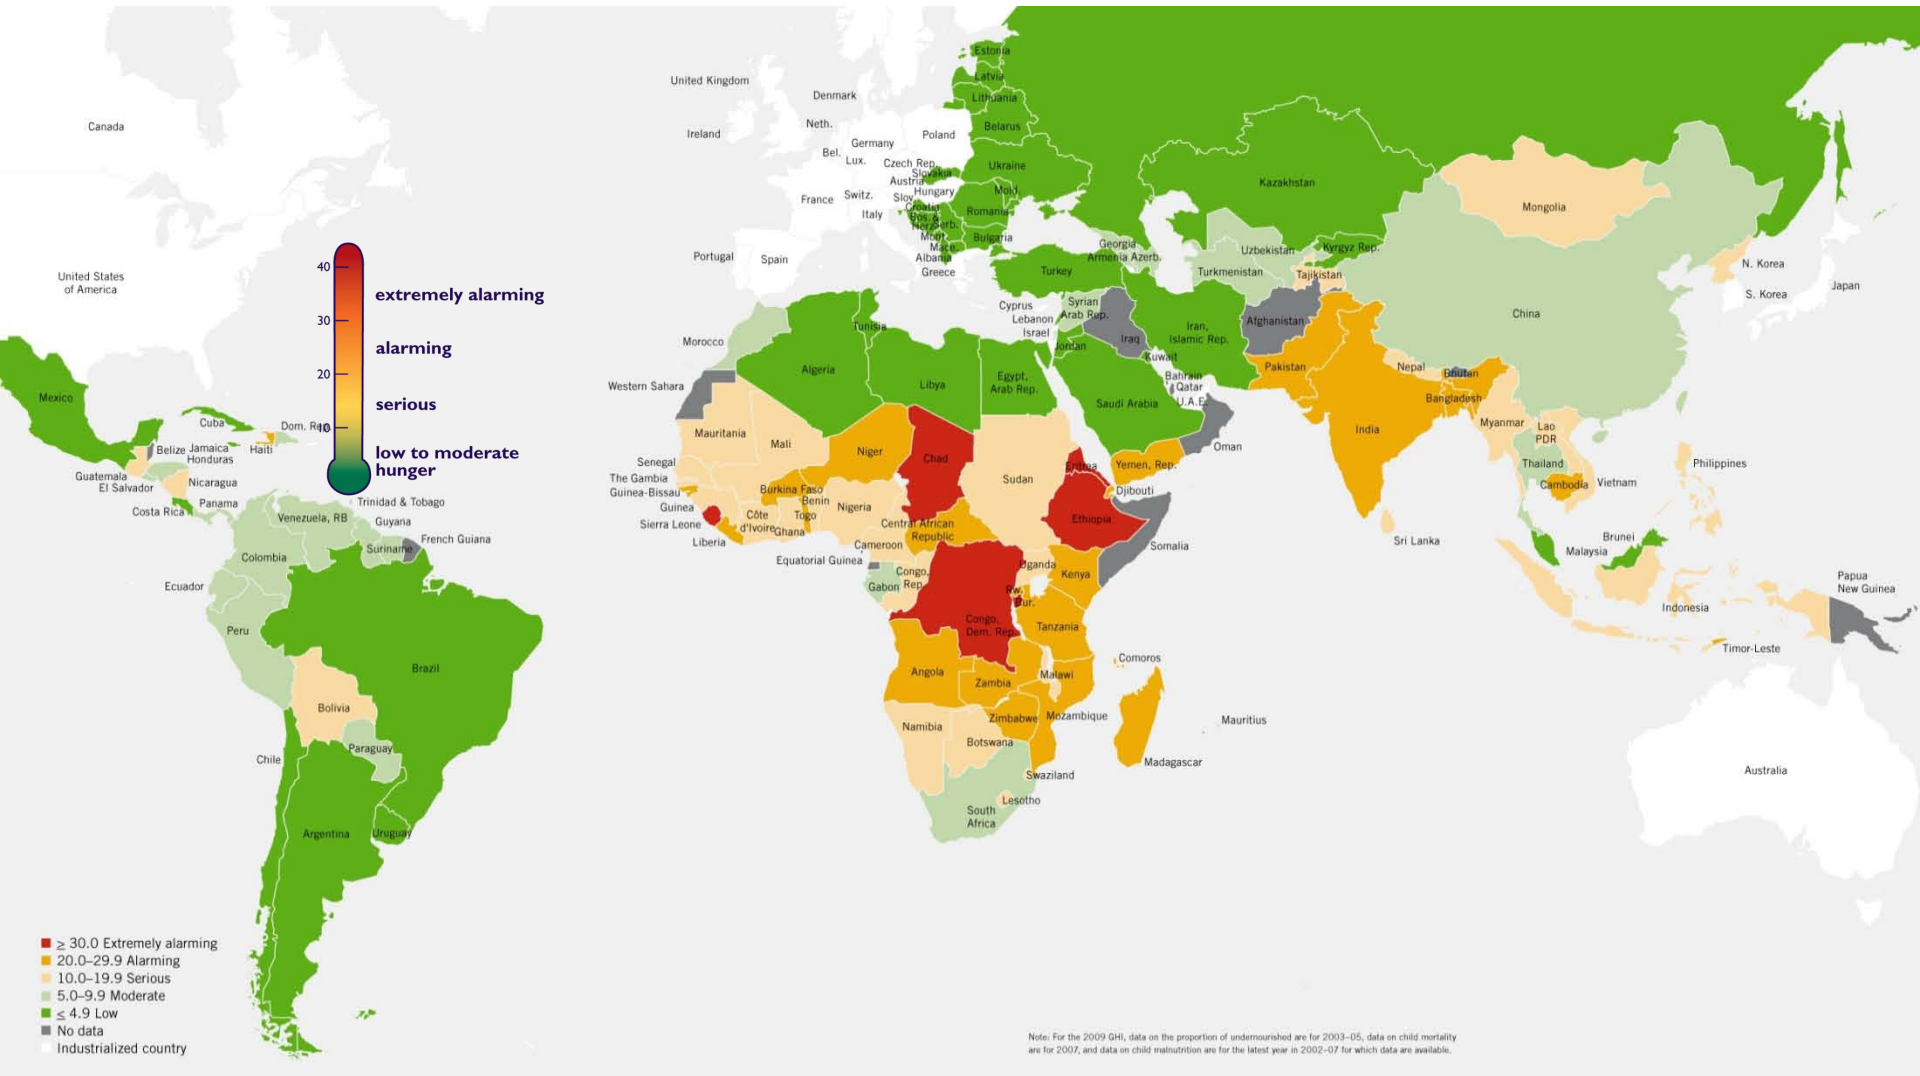 Estonia
Latvia
Lithuania
Belarus
Ukraine
Mold.
Romania
Bulgaria
United Kingdom
Denmark
Ireland
Neth.
Germany
Poland
Bel.
Lux.
Czech Rep.
Slovakia
Austria
Hungary
France
Switz.
Slov.
Croatia
Bos. &
Herz.
Serb.
Italy
Mont.
Mace.
Albania
Greece
Portugal
Spain
Canada
United States
of America
Kazakhstan
Mongolia
Georgia
Armenia
Azerb.
Uzbekistan
Kyrgyz Rep.
Turkmenistan
Tajikistan
Turkey
N. Korea
S. Korea
Japan
China
Cyprus
Lebanon
Israel
Syrian
Arab Rep.
Iraq
Iran,
Islamic Rep.
Afghanistan
Jordan
Kuwait
Bahrain
Qatar
U.A.E.
Saudi Arabia
Oman
Yemen, Rep.
Pakistan
India
Nepal
Bhutan
Bangladesh
Myanmar
Lao
PDR
Thailand
Cambodia
Vietnam
Philippines
Sri Lanka
Brunei
Malaysia
Indonesia
Timor-Leste
Papua
New Guinea
Australia
40
30
20
10
extremely alarming
alarming
serious
low to moderate
hunger
Mexico
Cuba
Dom. Rep.
Haiti
Belize
Jamaica
Honduras
Guatemala
El Salvador
Nicaragua
Costa Rica
Panama
Trinidad & Tobago
Venezuela, RB
Guyana
Suriname
French Guiana
Colombia
Ecuador
Peru
Brazil
Bolivia
Paraguay
Chile
Argentina
Uruguay
Morocco
Tunisia
Algeria
Libya
Egypt,
Arab Rep.
Western Sahara
Mauritania
Mali
Niger
Chad
Sudan
Eritrea
Djibouti
Ethiopia
Somalia
Senegal
The Gambia
Guinea-Bissau
Guinea
Sierra Leone
Liberia
Burkina Faso
Benin
Togo
Côte
d'Ivoire
Ghana
Nigeria
Central African
Republic
Cameroon
Equatorial Guinea
Gabon
Congo,
Rep.
Uganda
Kenya
Rw.
Bur.
Congo,
Dem. Rep.
Tanzania
Comoros
Angola
Zambia
Malawi
Namibia
Zimbabwe
Mozambique
Botswana
Mauritius
Madagascar
Swaziland
Lesotho
South
Africa
≥ 30.0 Extremely alarming
20.0–29.9 Alarming
10.0–19.9 Serious
5.0–9.9 Moderate
≤ 4.9 Low
No data
Industrialized country
Note: For the 2009 GHI, data on the proportion of undernourished are for 2003–05, data on child mortality
are for 2007, and data on child malnutrition are for the latest year in 2002–07 for which data are available.